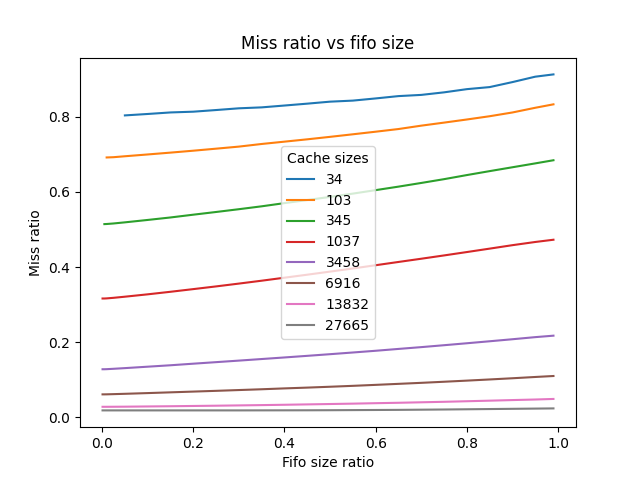 Miss ratio vs fifo size
Miss ratio
0.8
0.6
0.4
0.2
0.0
Cache sizes
34
103
345
1037
3458
6916
13832
27665
0.0 0.2 0.4 0.6 0.8 1.0
Fifo size ratio